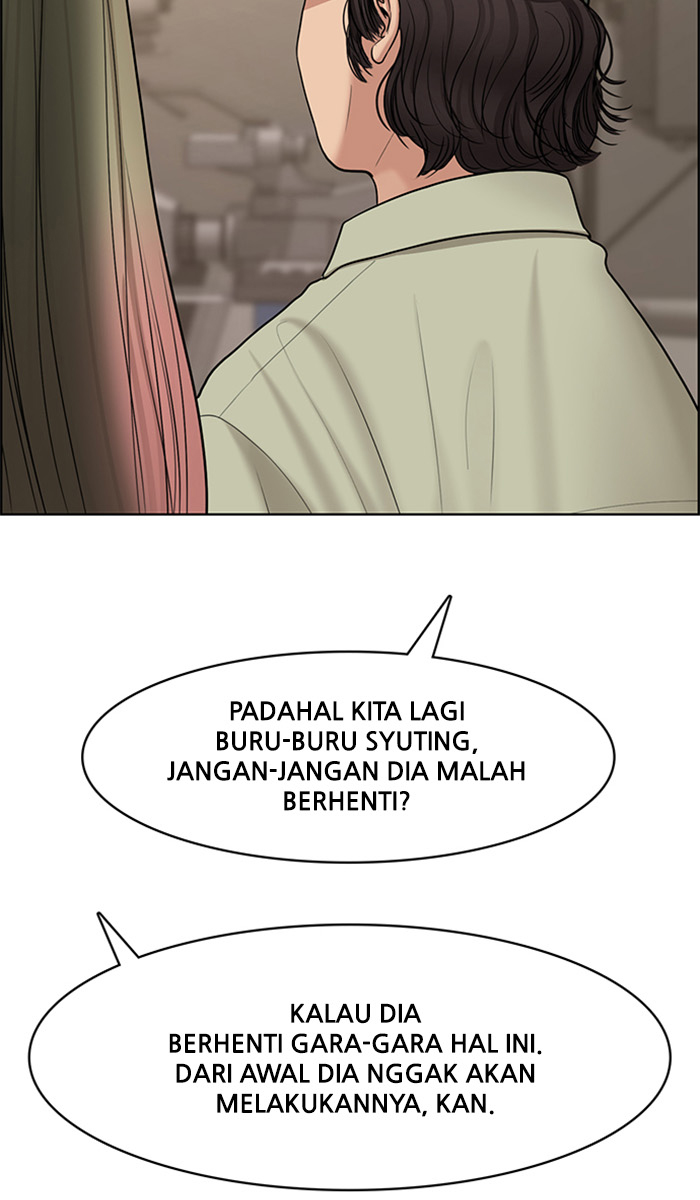 PADAHAL KITA LAGI
BURU-BURU SYUTING,
JANGAN-JANGAN DIA MALAH
BERHENTI?
KALAU DIA
BERHENTI GARA-GARA HAL INI.
DARI AWAL DIA NGGAK AKAN
MELAKUKANNYA, KAN.